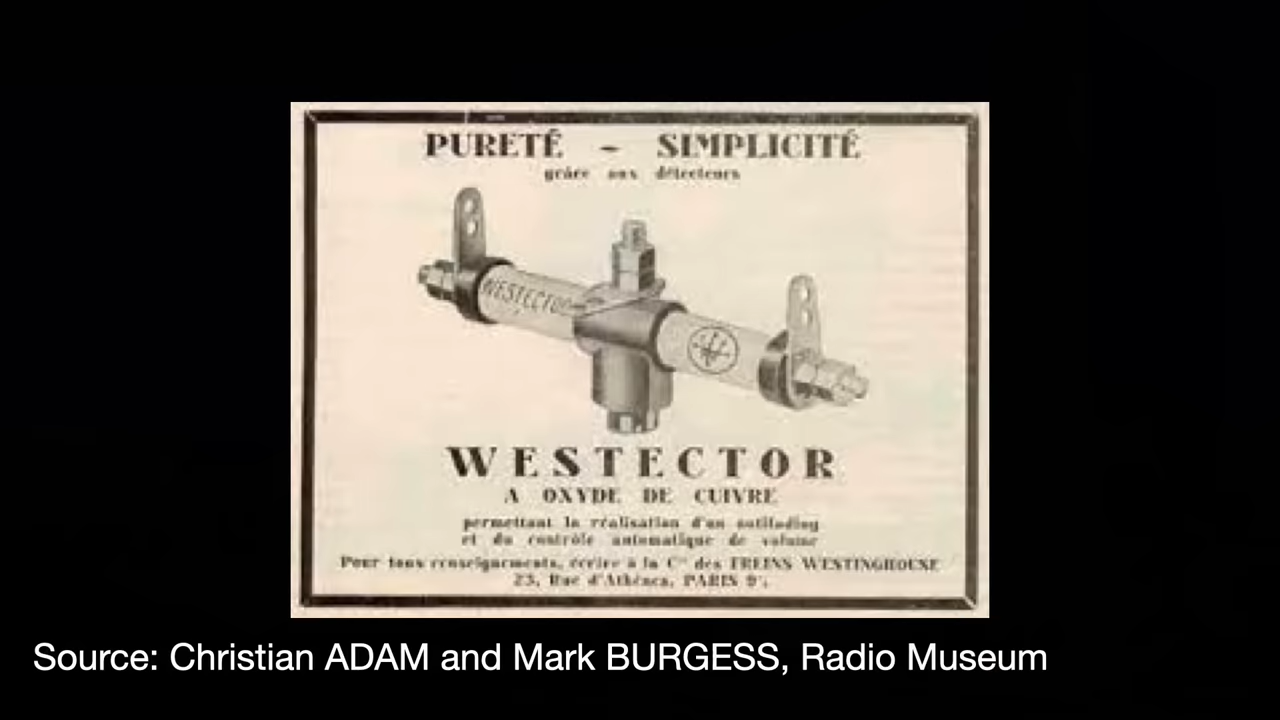 PURETÉ - SIMPLICITÉ
grâce aux détecteurs
WESTECTOR
WESTECTOR
A OXYDE DE CUIVRE
permettant la réalisation d'un antifading
et du contrôle automatique de volume
Pour tous renseignements, écrire à la Cie des FREINS WESTINGHOUSE
23, Rue d'Athènes, PARIS 9e.
Source: Christian ADAM and Mark BURGESS, Radio Museum